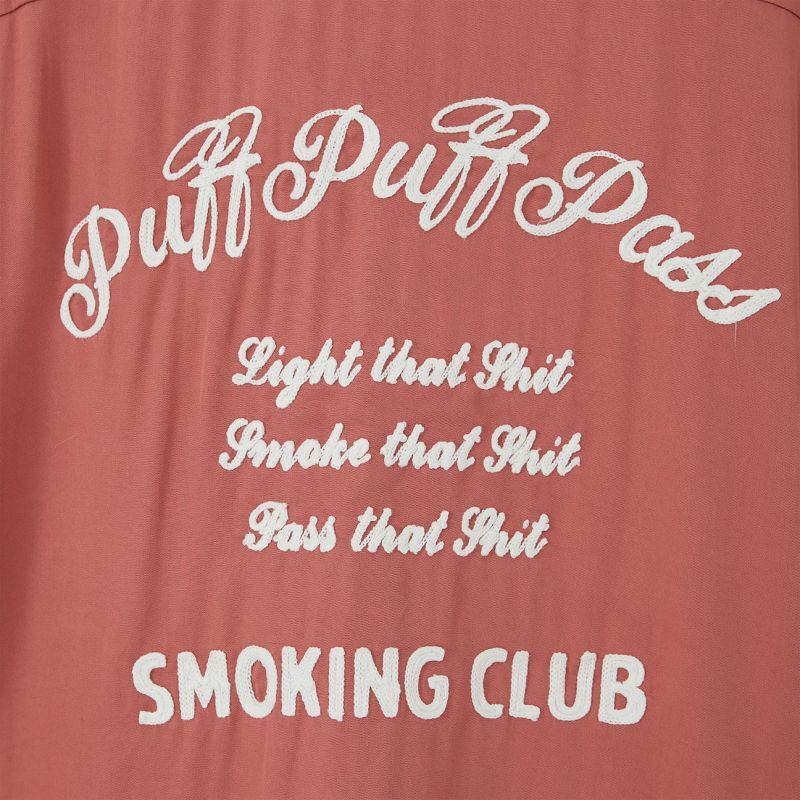 Puff Puff Pass
Light that Shit
Smoke that Shit
Pass that Shit
SMOKING CLUB